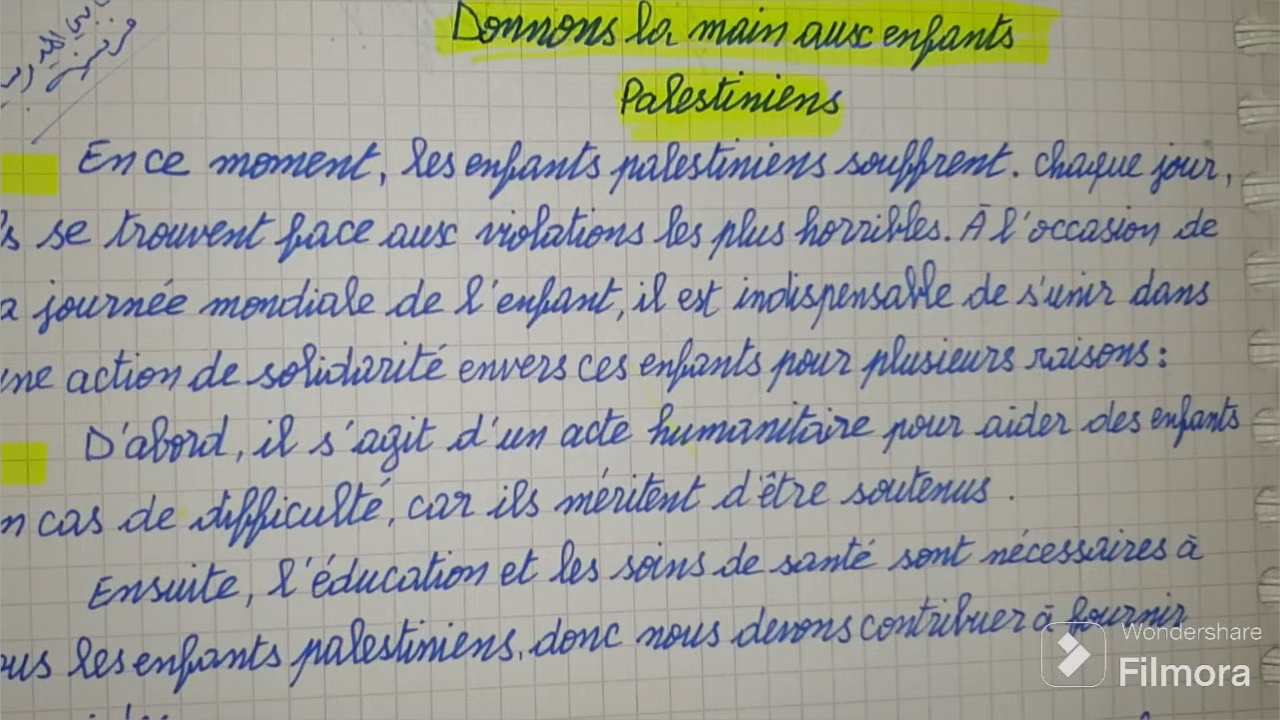 Donnons la main aux enfants
Palestiniens
En ce moment, les enfants palestiniens souffrent. chaque jour,
se trouvent face aux violations les plus horribles. À l'occasion de
journée mondiale de l'enfant, il est indispensable de s'unir dans
action de solidarité envers ces enfants pour plusieurs raisons :
D'abord, il s'agit d'un acte humanitaire pour aider des enfants
cas de difficulté, car ils méritent d'être soutenus.
Ensuite, l'éducation et les soins de santé sont nécessaires à
les enfants palestiniens, donc nous devons contribuer à fournir
Wondershare
Filmora